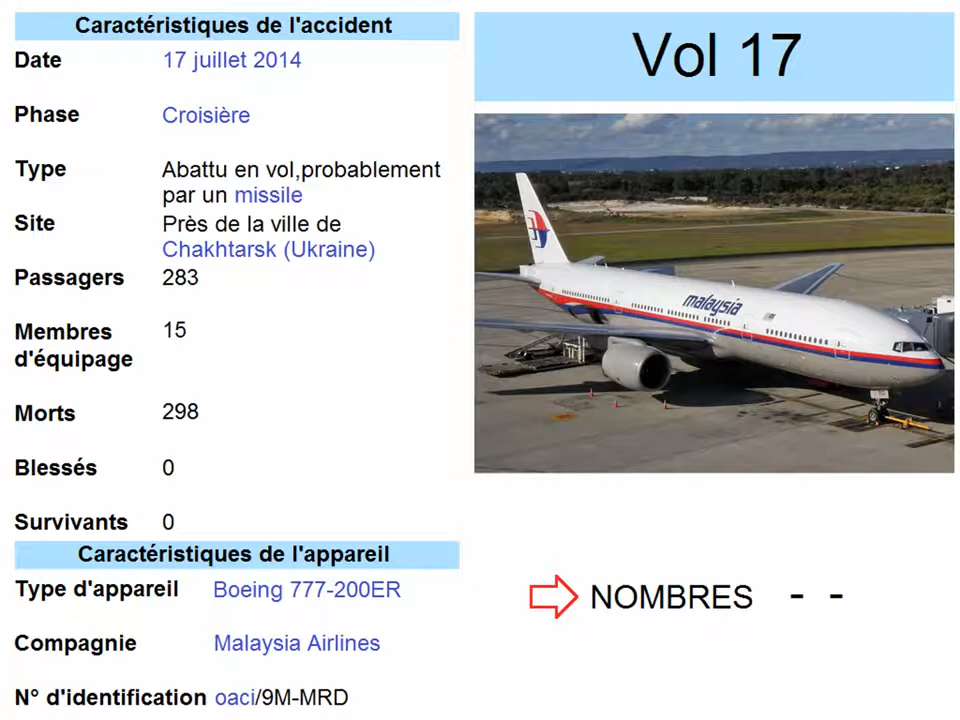 Caractéristiques de l'accident
Date 17 juillet 2014
Phase Croisière
Type Abattu en vol,probablement
par un missile
Site Près de la ville de
Chakhtarsk (Ukraine)
Passagers 283
Membres 15
d'équipage
Morts 298
Blessés 0
Survivants 0
Caractéristiques de l'appareil
Type d'appareil Boeing 777-200ER
Compagnie Malaysia Airlines
N° d'identification oaci/9M-MRD
Vol 17
malaysia
NOMBRES - -